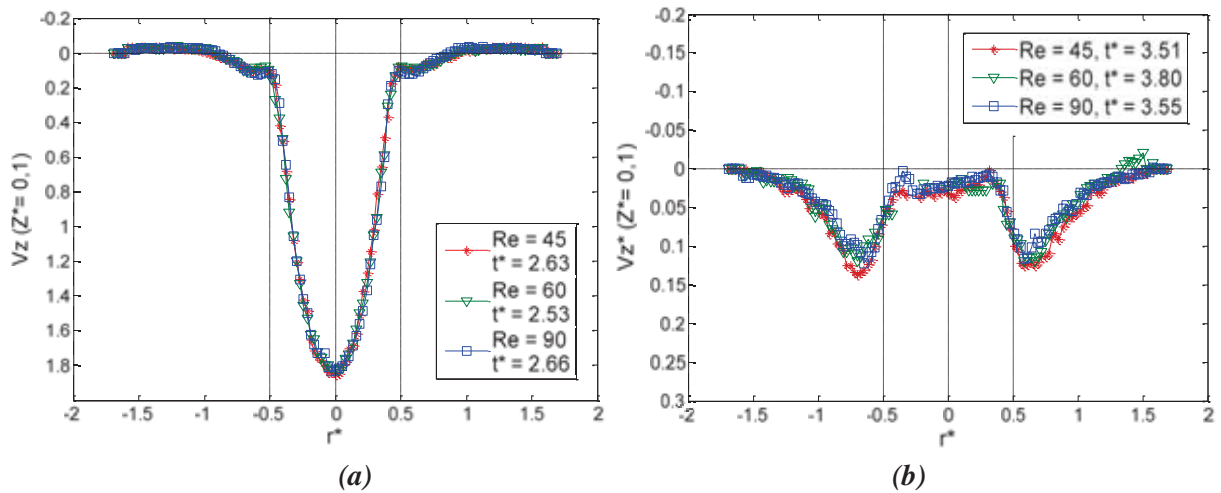 -0.2
0
0.2
0.4
0.6
0.8
1
1.2
1.4
1.6
1.8
Vz (Z*= 0,1)
Re = 45
t* = 2.63
Re = 60
t* = 2.53
Re = 90
t* = 2.66
-2 -1.5 -1 -0.5 0 0.5 1 1.5 2
r*
(a)
-0.2
-0.15
-0.2
-0.05
0
0.05
0.1
0.15
0.2
0.25
0.3
Vz* (Z*= 0,1)
Re = 45, t* = 3.51
Re = 60, t* = 3.80
Re = 90, t* = 3.55
-2 -1.5 -1 -0.5 0 0.5 1 1.5 2
r*
(b)